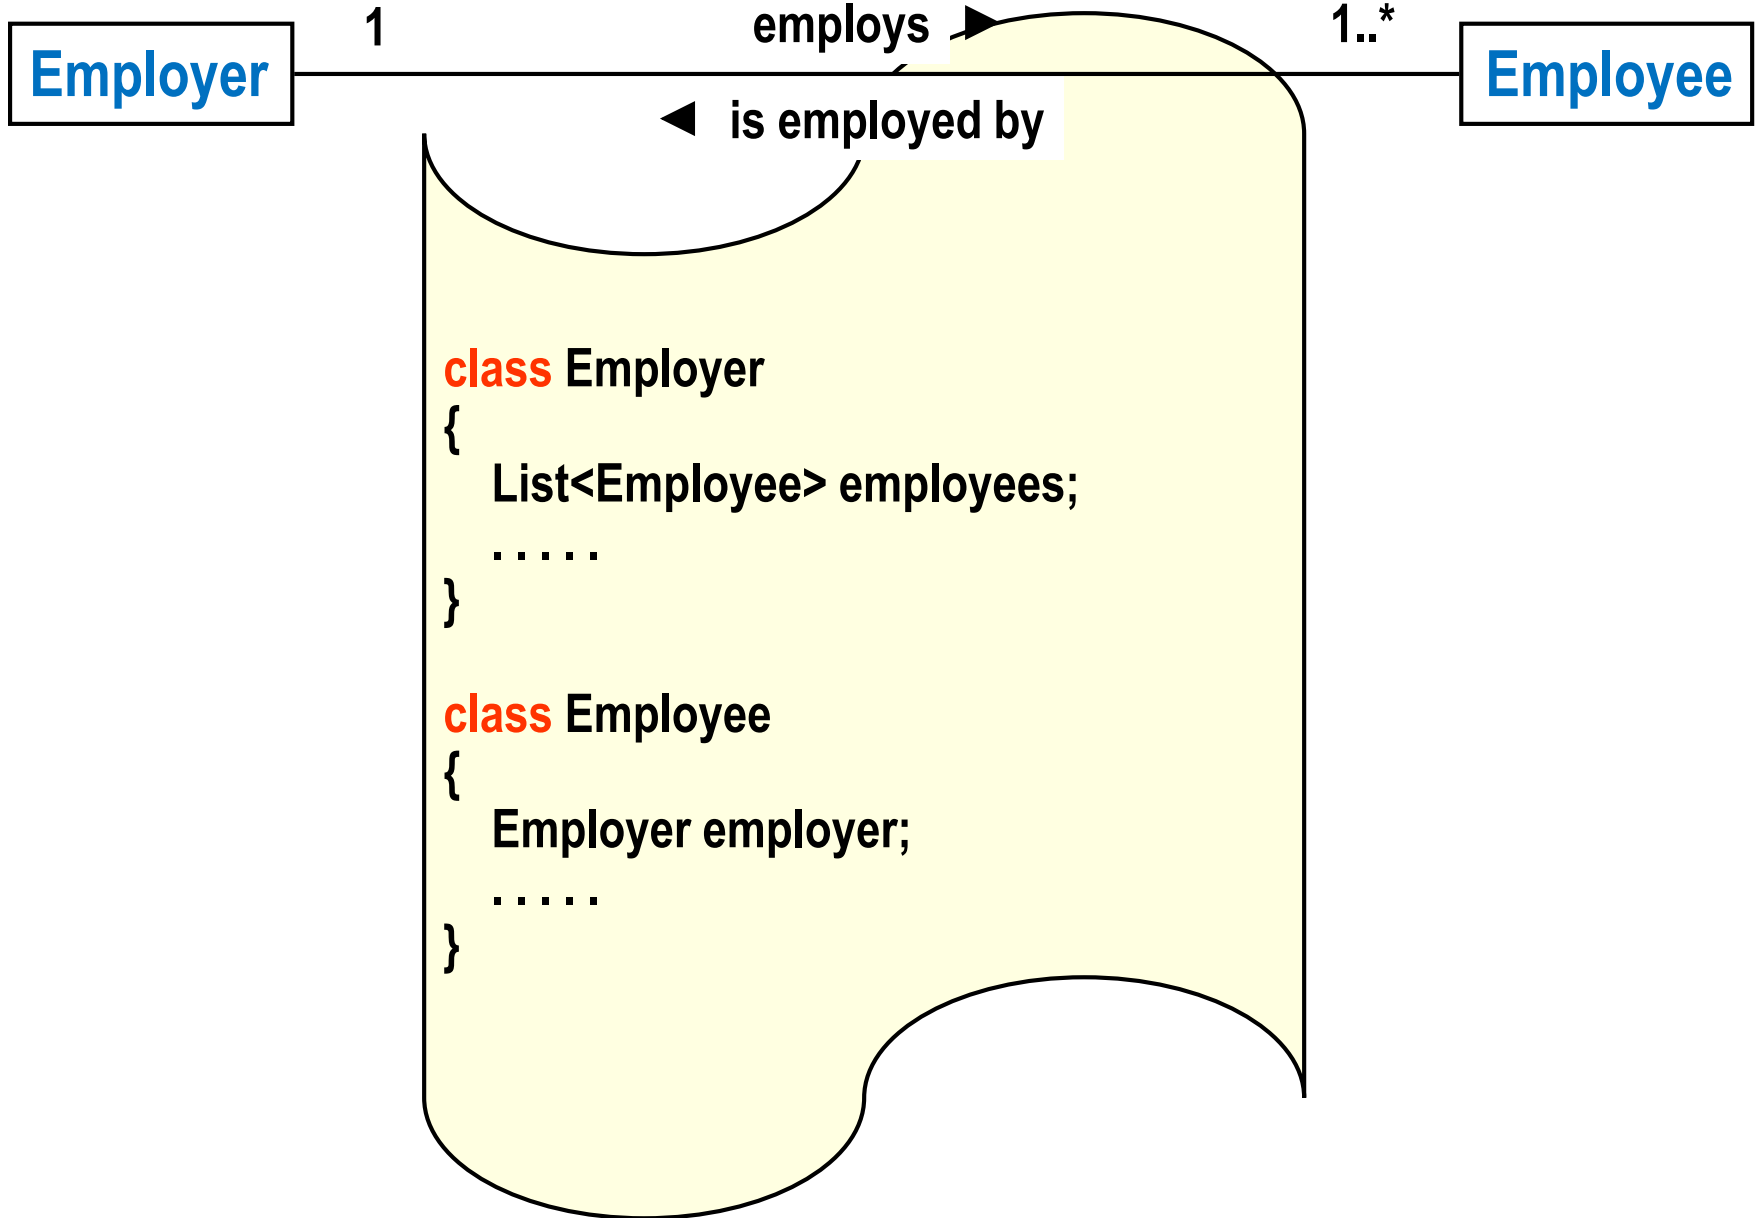 1 employs ► 1..*
Employer Employee
◄ is employed by
class Employer
{
List<Employee> employees;
. . . . .
}
class Employee
{
Employer employer;
. . . . .
}